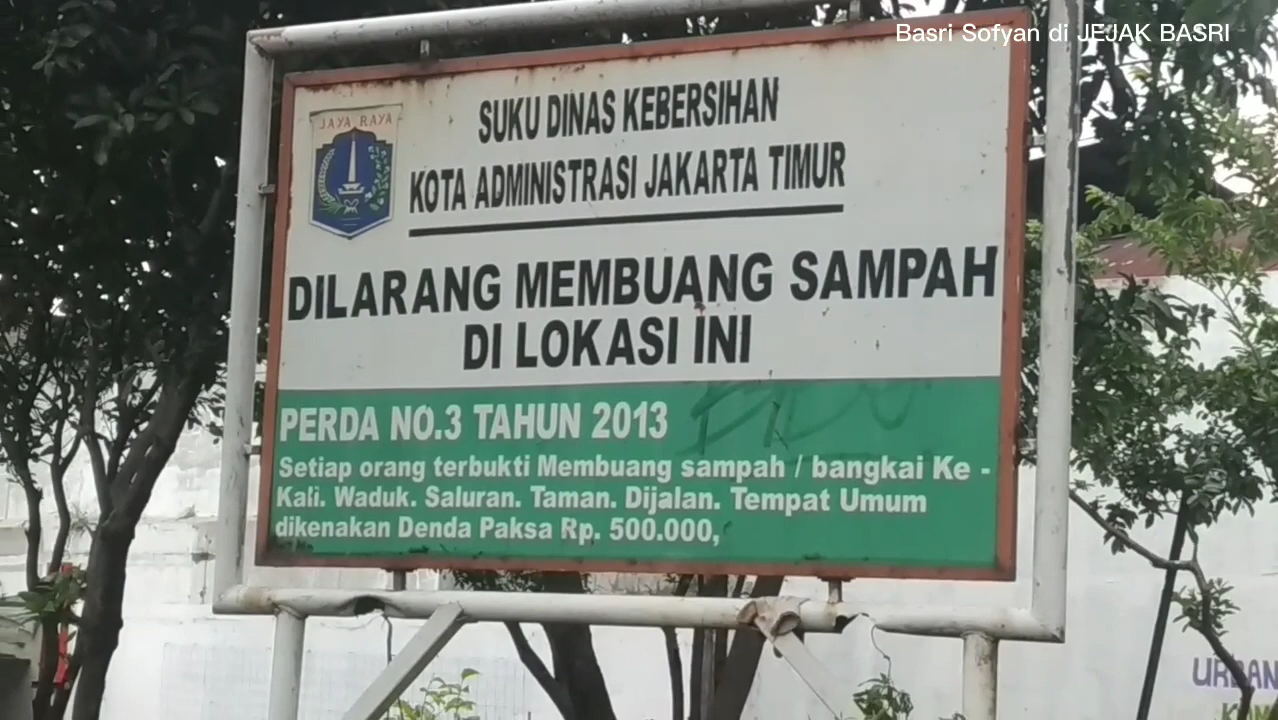 Basri Sofyan di JEJAK BASRI
JAYA RAYA
SUKU DINAS KEBERSIHAN
KOTA ADMINISTRASI JAKARTA TIMUR
DILARANG MEMBUANG SAMPAH
DI LOKASI INI
PERDA NO.3 TAHUN 2013
Setiap orang terbukti Membuang sampah / bangkai Ke -
Kali. Waduk. Saluran. Taman. Dijalan. Tempat Umum
dikenakan Denda Paksa Rp. 500.000,
URBAN